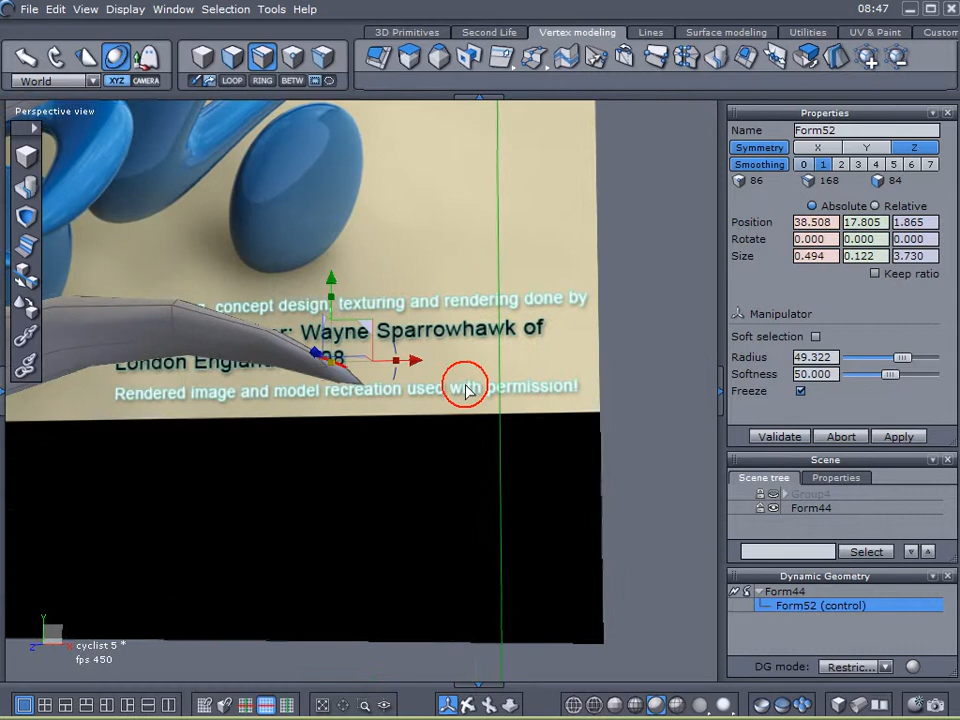 File Edit Display Window Selection Tools Help
08:47
3D Primitives Second Life Vertex modeling Lines Surface modeling Utilities UV & Paint Custom
World XYZ CAMERA
LOOP RING BETW
Perspective view
Properties
Name Form52
Symmetry X Y Z
Smoothing 0 1 2 3 4 5 6 7
86 168 84
Absolute Relative
Position 38.508 17.805 1.865
Rotate 0.000 0.000 0.000
Size 0.494 0.122 3.730
Keep ratio
Manipulator
Soft selection
Radius 49.322
Softness 50.000
Freeze
Validate Abort Apply
Scene
Scene tree Properties
Group4
Form44
Select
Dynamic Geometry
Form44
Form52 (control)
DG mode: Restric...
concept design, texturing and rendering done by
Wayne Sparrowhawk of
London England
Rendered image and model recreation used with permission!
Y
Z
cyclist 5 *
fps 450